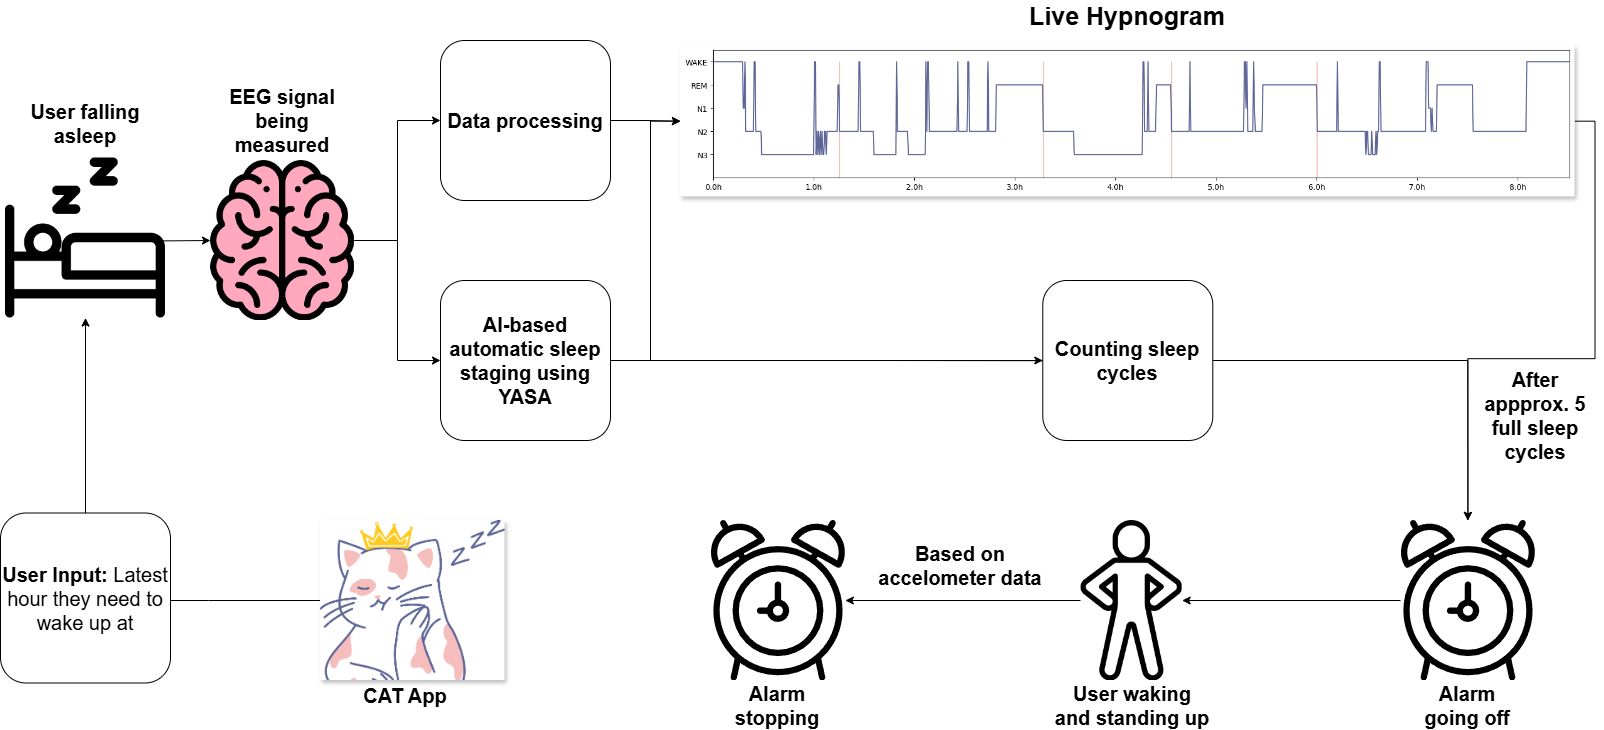 Live Hypnogram
User falling
asleep
EEG signal
being
measured
Data processing
WAKE
REM
N1
N2
N3
0.0h 1.0h 2.0h 3.0h 4.0h 5.0h 6.0h 7.0h 8.0h
AI-based
automatic sleep
staging using
YASA
Counting sleep
cycles
After
appprox. 5
full sleep
cycles
User Input: Latest
hour they need to
wake up at
z z z z
CAT App
Based on
accelometer data
Alarm
stopping
User waking
and standing up
Alarm
going off